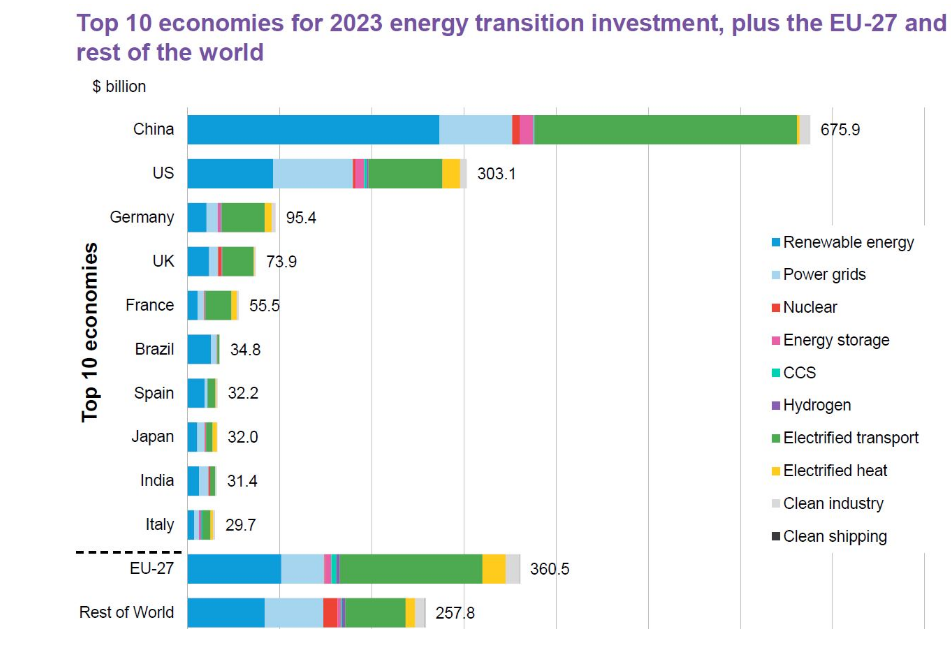 Top 10 economies for 2023 energy transition investment, plus the EU-27 and
rest of the world
$ billion
Top 10 economies
China 675.9
US 303.1
Germany 95.4
UK 73.9
France 55.5
Brazil 34.8
Spain 32.2
Japan 32.0
India 31.4
Italy 29.7
EU-27 360.5
Rest of World 257.8
Renewable energy
Power grids
Nuclear
Energy storage
CCS
Hydrogen
Electrified transport
Electrified heat
Clean industry
Clean shipping